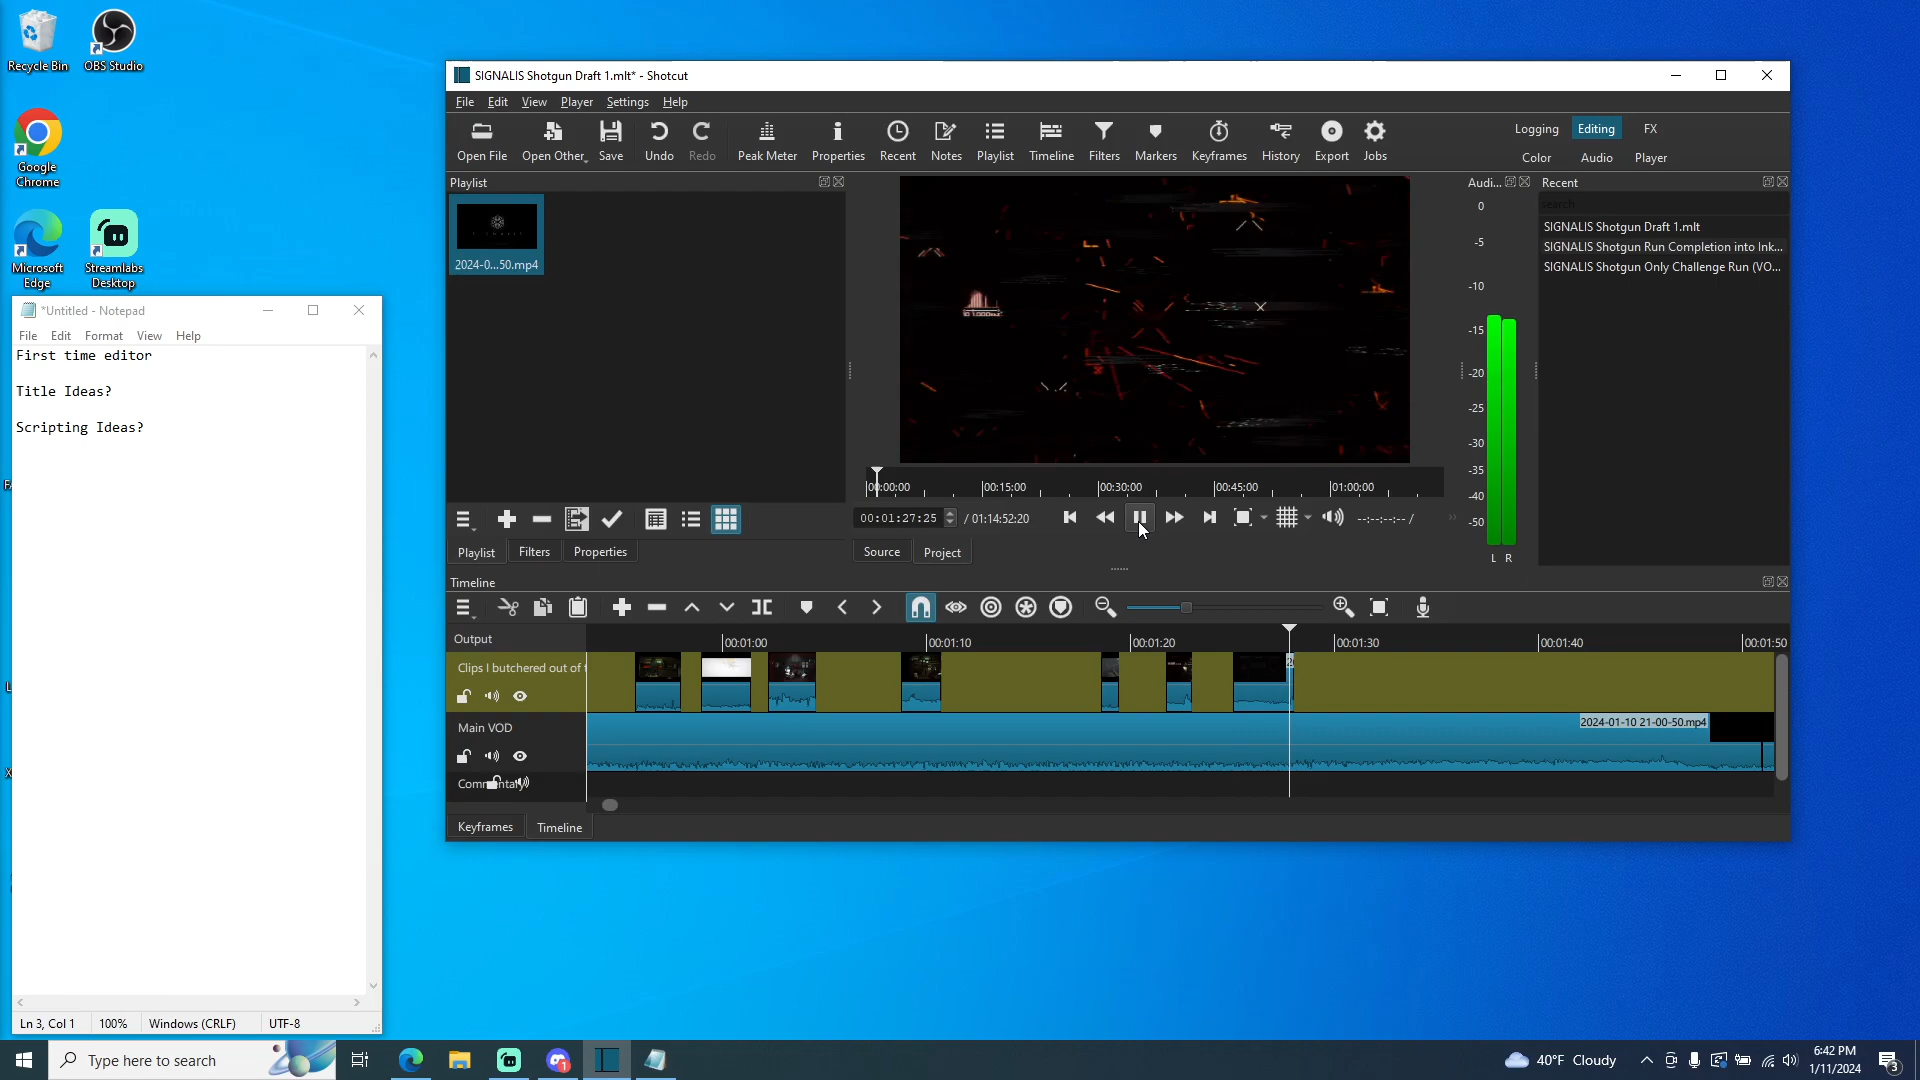 Recycle Bin
OBS Studio
Google Chrome
Microsoft Edge
Streamlabs Desktop
*Untitled - Notepad
File Edit Format View Help
First time editor
Title Ideas?
Scripting Ideas?
Ln 3, Col 1 100% Windows (CRLF) UTF-8
SIGNALIS Shotgun Draft 1.mlt* - Shotcut
File Edit View Player Settings Help
Open File Open Other... Save Undo Redo Peak Meter Properties Recent Notes Playlist Timeline Filters Markers Keyframes History Export Jobs
Logging Editing FX
Color Audio Player
Playlist
2024-0...50.mp4
Audi...
0
-5
-10
-15
-20
-25
-30
-35
-40
-50
L R
Recent
search
SIGNALIS Shotgun Draft 1.mlt
SIGNALIS Shotgun Run Completion into Ink...
SIGNALIS Shotgun Only Challenge Run (VO...
00:00:00 00:15:00 00:30:00 00:45:00 01:00:00
00:01:27:25 / 01:14:52:20 --:--:--:-- /
Playlist Filters Properties
Source Project
Timeline
Output
00:01:00 00:01:10 00:01:20 00:01:30 00:01:40 00:01:50
Clips I butchered out of t
Main VOD
2024-01-10 21-00-50.mp4
Commentary
Keyframes Timeline
Type here to search
40°F Cloudy
6:42 PM
1/11/2024
3